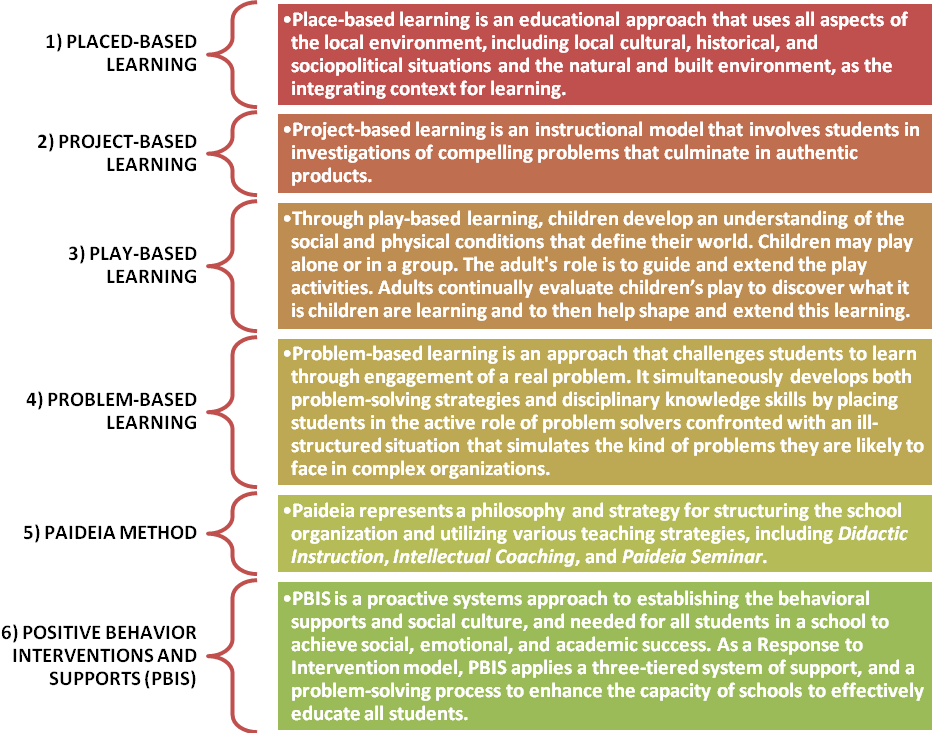 1) PLACED-BASED
LEARNING
•Place-based learning is an educational approach that uses all aspects of
the local environment, including local cultural, historical, and
sociopolitical situations and the natural and built environment, as the
integrating context for learning.
2) PROJECT-BASED
LEARNING
•Project-based learning is an instructional model that involves students in
investigations of compelling problems that culminate in authentic
products.
3) PLAY-BASED
LEARNING
•Through play-based learning, children develop an understanding of the
social and physical conditions that define their world. Children may play
alone or in a group. The adult's role is to guide and extend the play
activities. Adults continually evaluate children’s play to discover what it
is children are learning and to then help shape and extend this learning.
4) PROBLEM-BASED
LEARNING
•Problem-based learning is an approach that challenges students to learn
through engagement of a real problem. It simultaneously develops both
problem-solving strategies and disciplinary knowledge skills by placing
students in the active role of problem solvers confronted with an ill-
structured situation that simulates the kind of problems they are likely to
face in complex organizations.
5) PAIDEIA METHOD
•Paideia represents a philosophy and strategy for structuring the school
organization and utilizing various teaching strategies, including Didactic
Instruction, Intellectual Coaching, and Paideia Seminar.
6) POSITIVE BEHAVIOR
INTERVENTIONS AND
SUPPORTS (PBIS)
•PBIS is a proactive systems approach to establishing the behavioral
supports and social culture, and needed for all students in a school to
achieve social, emotional, and academic success. As a Response to
Intervention model, PBIS applies a three-tiered system of support, and a
problem-solving process to enhance the capacity of schools to effectively
educate all students.